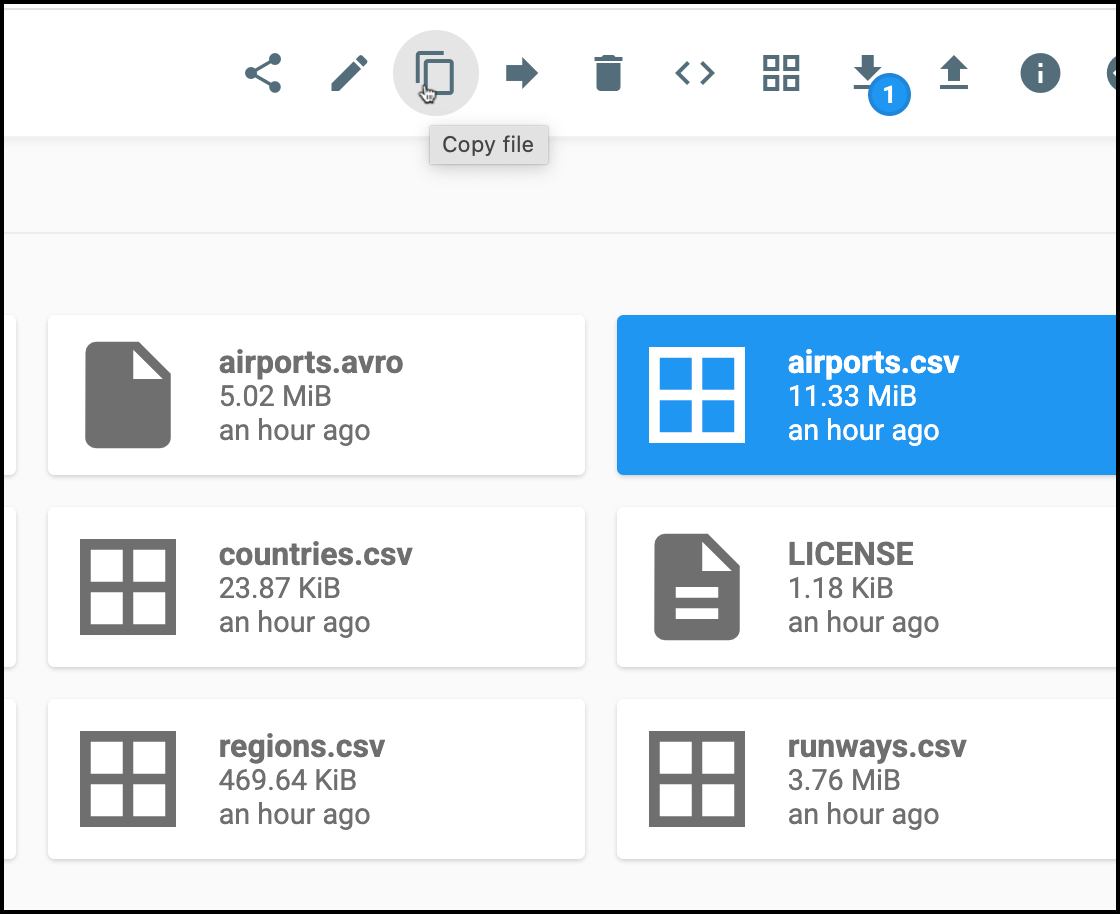 1
Copy file
airports.avro
5.02 MiB
an hour ago
airports.csv
11.33 MiB
an hour ago
countries.csv
23.87 KiB
an hour ago
LICENSE
1.18 KiB
an hour ago
regions.csv
469.64 KiB
an hour ago
runways.csv
3.76 MiB
an hour ago